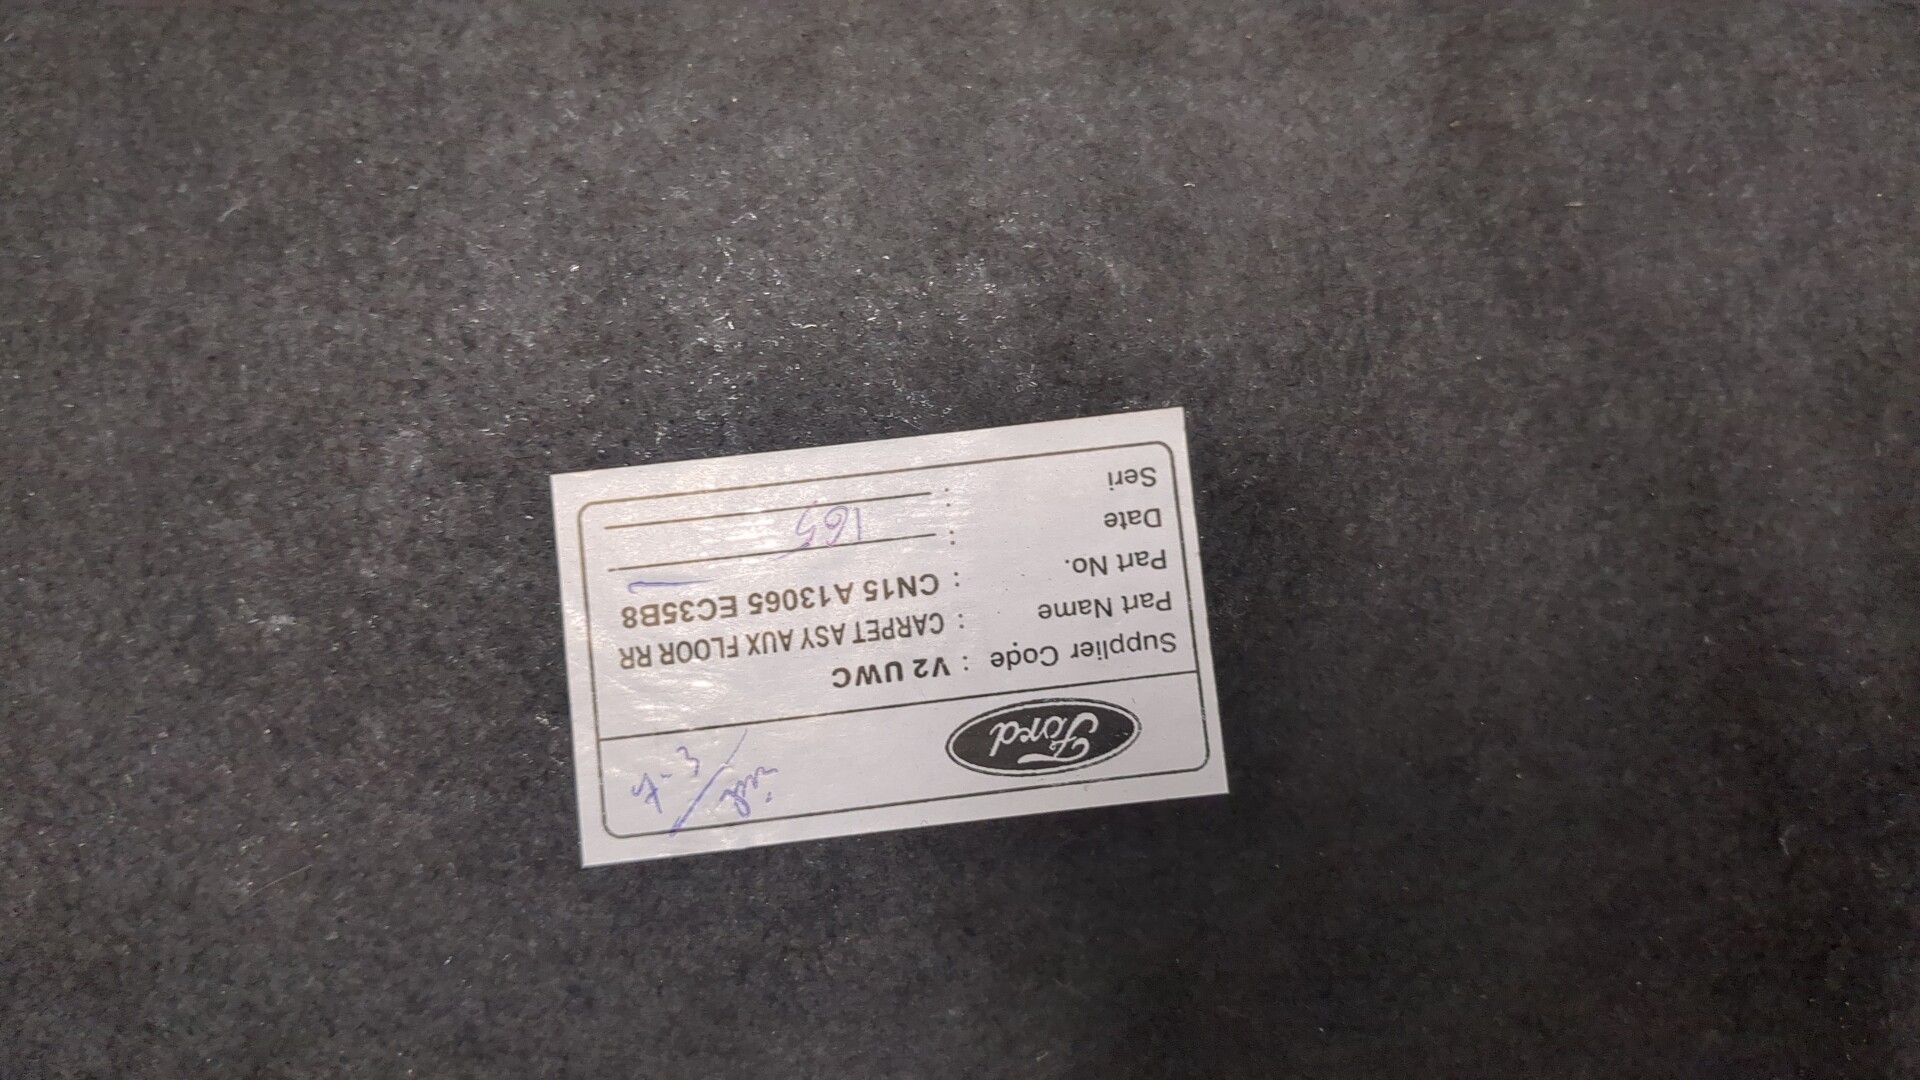 Ford
Supplier Code : V2 UWC
Part Name : CARPET ASY AUX FLOOR RR
Part No. : CN15 A13065 EC35B8
Date : 165
Seri :